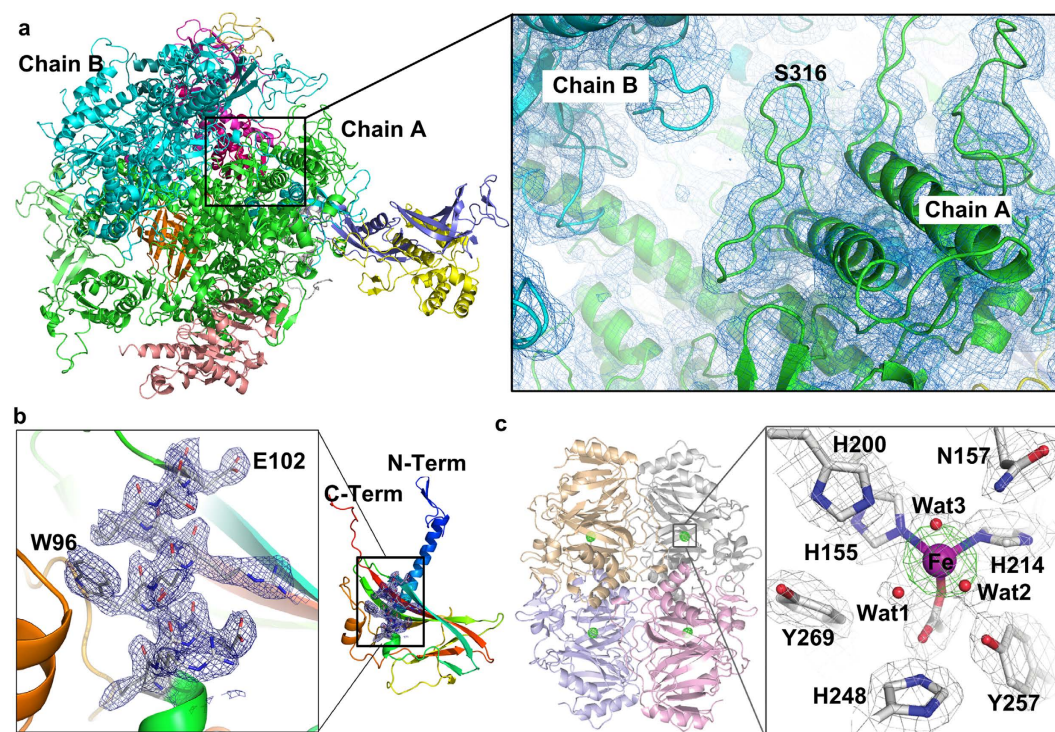 a
Chain B
Chain A
Chain B
S316
Chain A
b
E102
W96
N-Term
C-Term
c
H200
N157
Wat3
H155
Fe
H214
Wat1
Wat2
Y269
H248
Y257